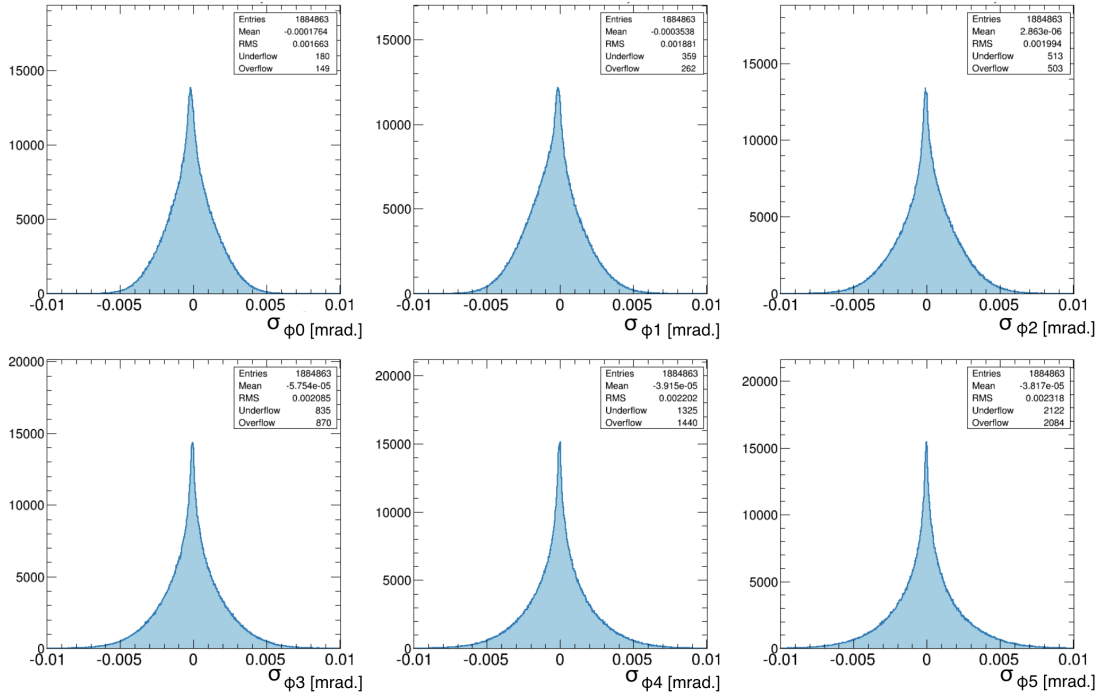 Entries 1884863
Mean -0.0001764
RMS 0.001663
Underflow 180
Overflow 149
15000
10000
5000
0
-0.01 -0.005 0 0.005 0.01
σ ϕ0 [mrad.]
Entries 1884863
Mean -0.0003538
RMS 0.001881
Underflow 359
Overflow 262
15000
10000
5000
0
-0.01 -0.005 0 0.005 0.01
σ ϕ1 [mrad.]
Entries 1884863
Mean 2.863e-06
RMS 0.001994
Underflow 513
Overflow 503
15000
10000
5000
0
-0.01 -0.005 0 0.005 0.01
σ ϕ2 [mrad.]
Entries 1884863
Mean -5.754e-05
RMS 0.002085
Underflow 835
Overflow 870
20000
15000
10000
5000
0
-0.01 -0.005 0 0.005 0.01
σ ϕ3 [mrad.]
Entries 1884863
Mean -3.915e-05
RMS 0.002202
Underflow 1325
Overflow 1440
20000
15000
10000
5000
0
-0.01 -0.005 0 0.005 0.01
σ ϕ4 [mrad.]
Entries 1884863
Mean -3.817e-05
RMS 0.002318
Underflow 2122
Overflow 2084
20000
15000
10000
5000
0
-0.01 -0.005 0 0.005 0.01
σ ϕ5 [mrad.]